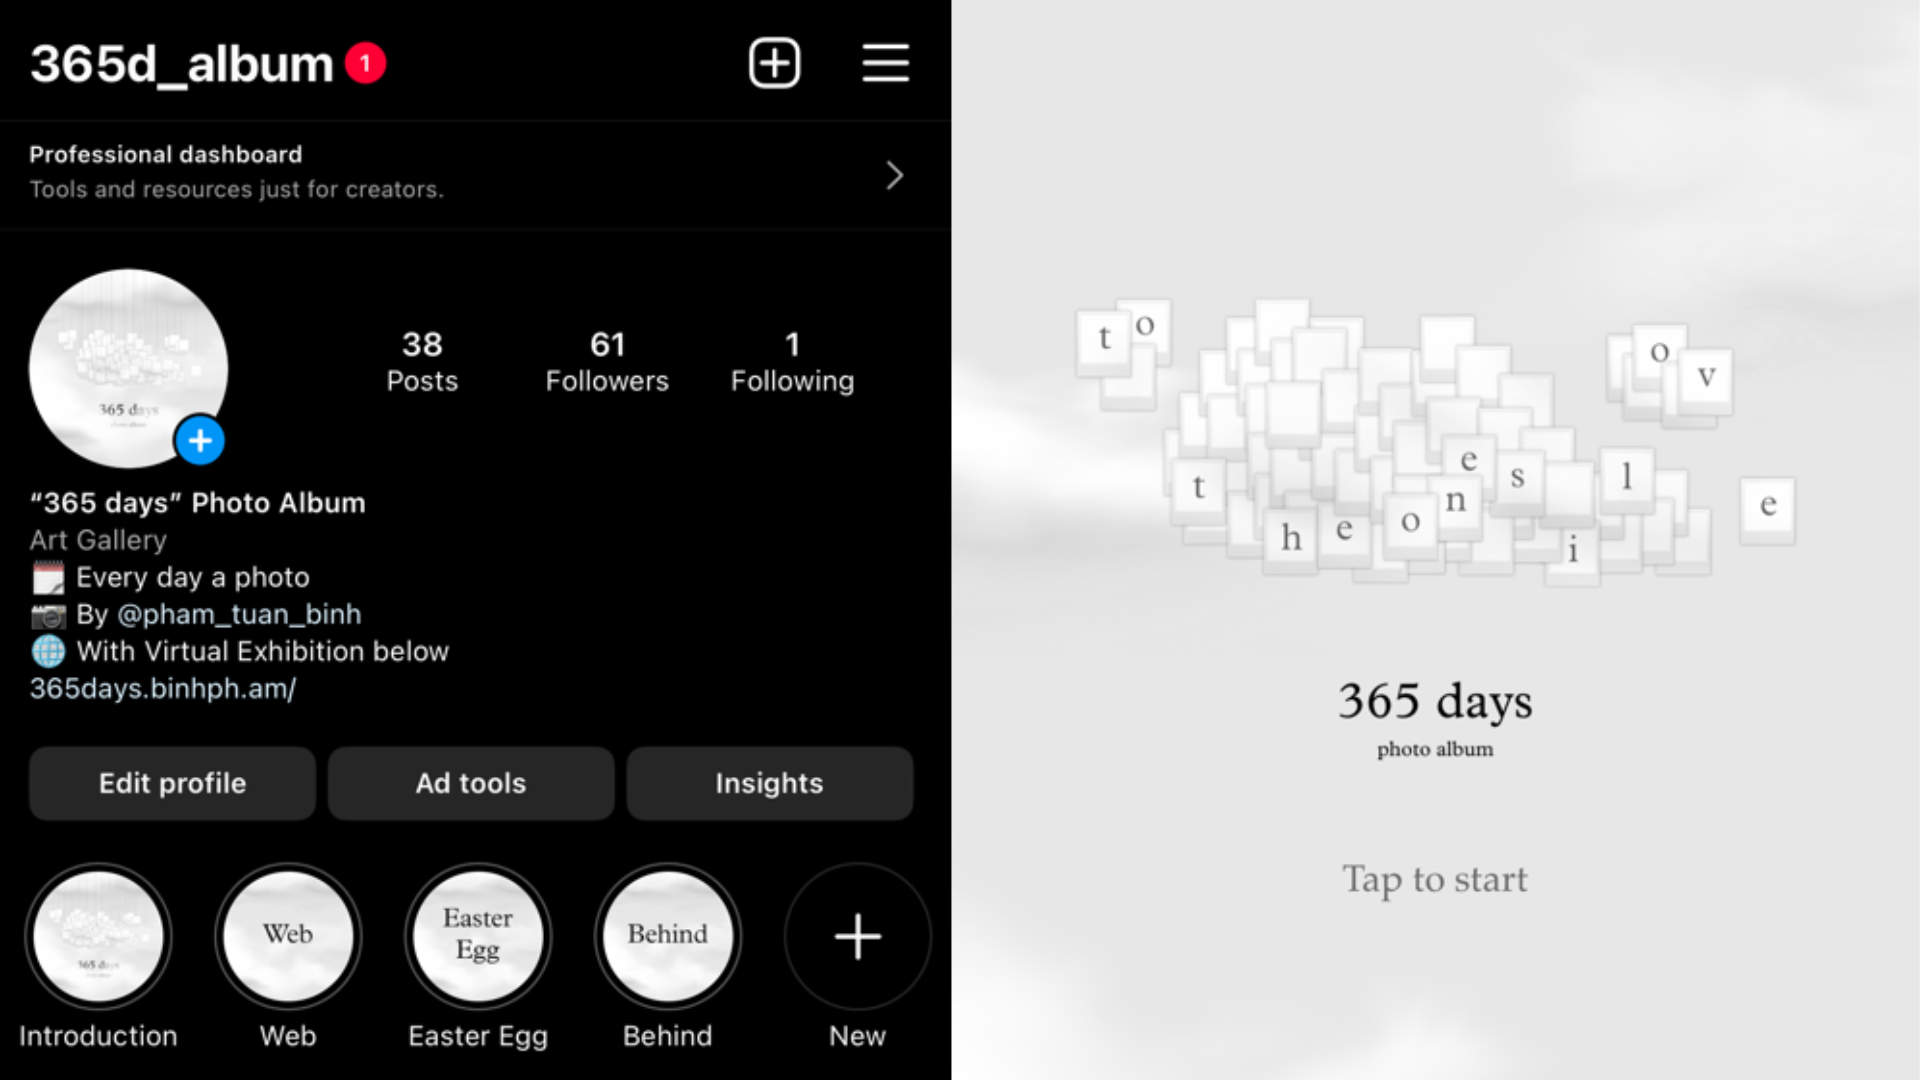 365d_album 1
Professional dashboard
Tools and resources just for creators.
38 61 1
Posts Followers Following
365 days
“365 days” Photo Album
Art Gallery
Every day a photo
By @pham_tuan_binh
With Virtual Exhibition below
365days.binhph.am/
Edit profile Ad tools Insights
365 days
Web
Easter
Egg
Behind
Introduction Web Easter Egg Behind New
t o
o v
t h e o n e s i l
e
365 days
photo album
Tap to start